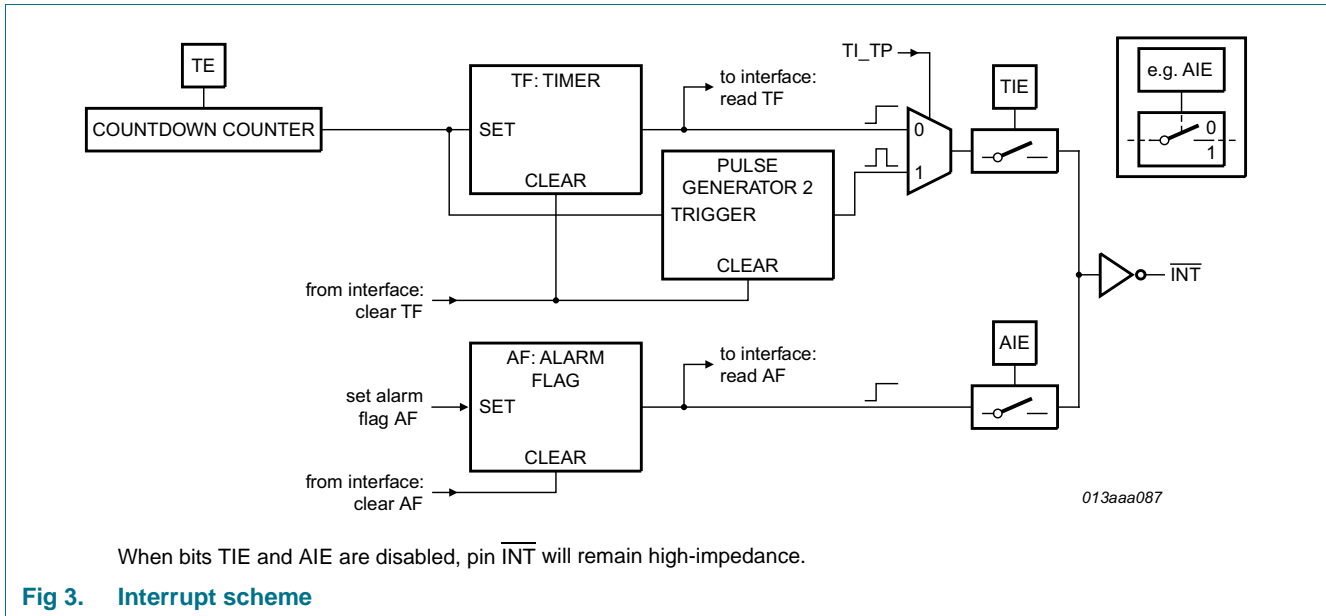 TE
COUNTDOWN COUNTER
TF: TIMER
SET
CLEAR
to interface:
read TF
PULSE
GENERATOR 2
TRIGGER
CLEAR
from interface:
clear TF
TI_TP
0
1
TIE
e.g. AIE
0
1
INT
AF: ALARM
FLAG
set alarm
flag AF
SET
CLEAR
to interface:
read AF
AIE
from interface:
clear AF
013aaa087
When bits TIE and AIE are disabled, pin INT will remain high-impedance.
Fig 3. Interrupt scheme